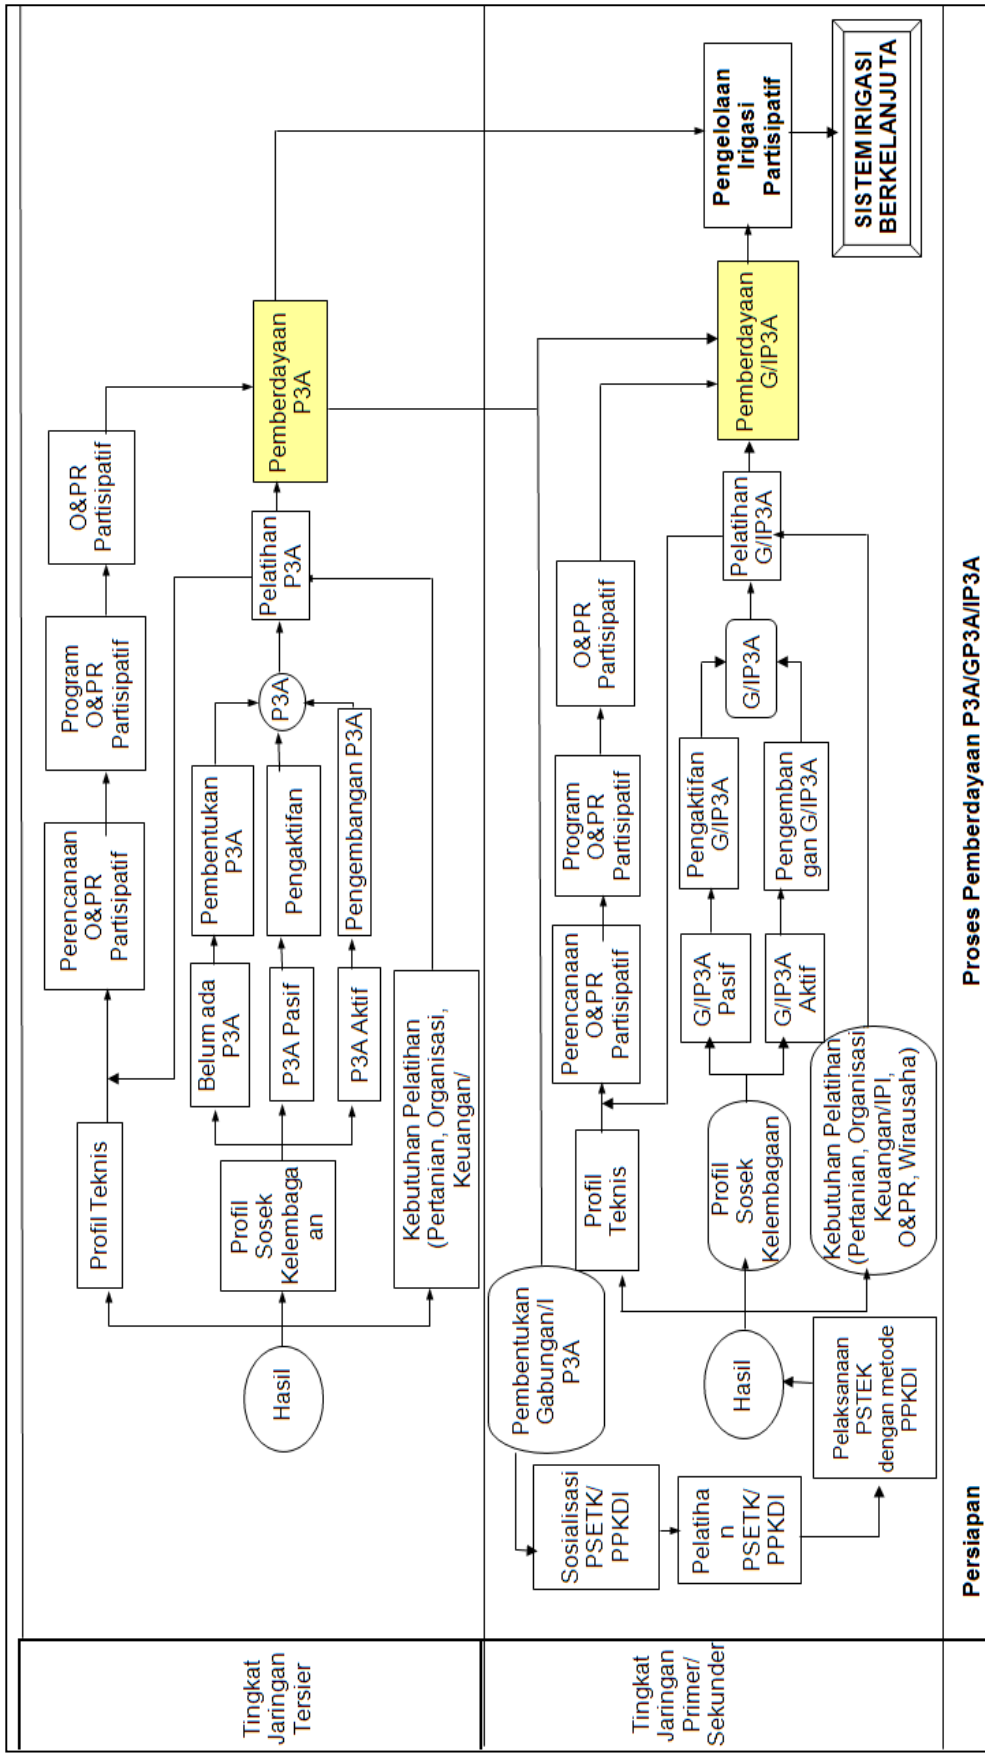 Tingkat
Jaringan
Tersier
Hasil
Profil Teknis
Profil
Sosek
Kelembaga
an
Kebutuhan Pelatihan
(Pertanian, Organisasi,
Keuangan/
Belum ada
P3A
P3A Pasif
P3A Aktif
Perencanaan
O&PR
Partisipatif
Pembentukan
P3A
Pengaktifan
Pengembangan P3A
P3A
Program
O&PR
Partisipatif
Pelatihan
P3A
O&PR
Partisipatif
Pemberdayaan
P3A
Tingkat
Jaringan
Primer/
Sekunder
Pembentukan
Gabungan/I
P3A
Sosialisasi
PSETK/
PPKDI
Pelatiha
n
PSETK/
PPKDI
Pelaksanaan
PSTEK
dengan metode
PPKDI
Hasil
Profil
Teknis
Profil
Sosek
Kelembagaan
Kebutuhan Pelatihan
(Pertanian, Organisasi
Keuangan/IPI,
O&PR, Wirausaha)
Perencanaan
O&PR
Partisipatif
G/IP3A
Pasif
G/IP3A
Aktif
Program
O&PR
Partisipatif
Pengaktifan
G/IP3A
Pengemban
gan G/IP3A
O&PR
Partisipatif
G/IP3A
Pelatihan
G/IP3A
Pemberdayaan
G/IP3A
Pengelolaan
Irigasi
Partisipatif
SISTEM IRIGASI
BERKELANJUTA
Persiapan
Proses Pemberdayaan P3A/GP3A/IP3A